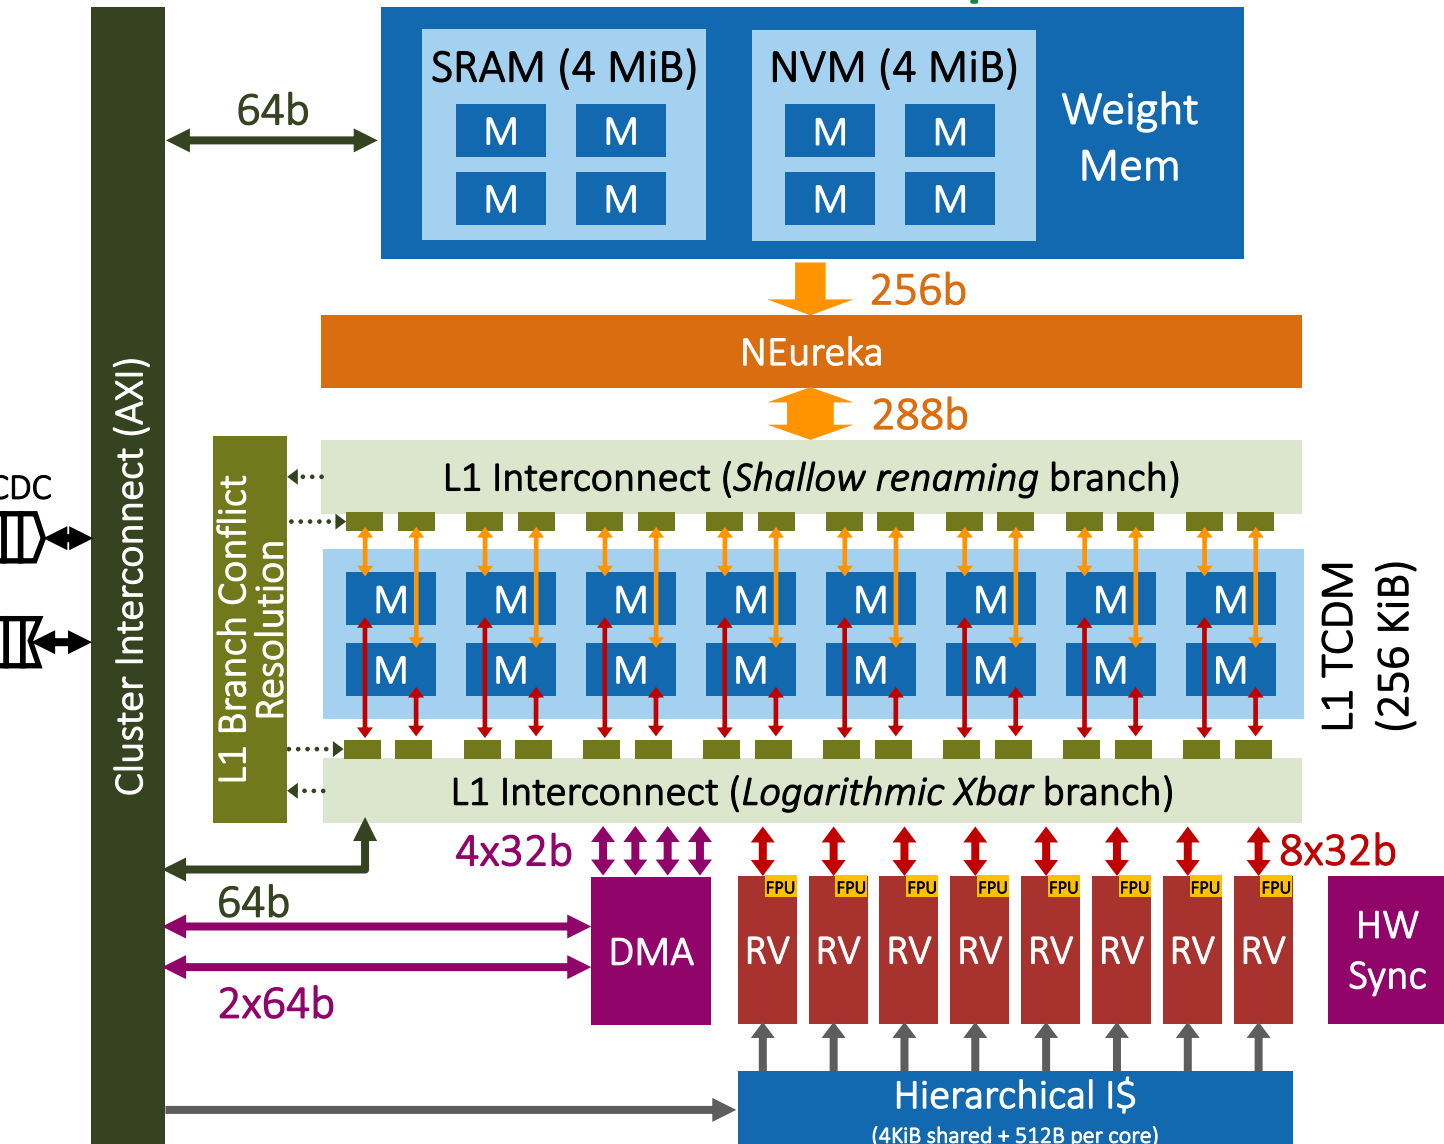 SRAM (4 MiB)
NVM (4 MiB)
64b
M M
M M
M M
M M
Weight
Mem
256b
NEureka
288b
Cluster Interconnect (AXI)
CDC
L1 Branch Conflict
Resolution
L1 Interconnect (Shallow renaming branch)
M M M M M M M M
M M M M M M M M
L1 TCDM
(256 KiB)
L1 Interconnect (Logarithmic Xbar branch)
4x32b
8x32b
64b
2x64b
DMA
FPU FPU FPU FPU FPU FPU FPU FPU
RV RV RV RV RV RV RV RV
HW
Sync
Hierarchical I$
(4KiB shared + 512B per core)